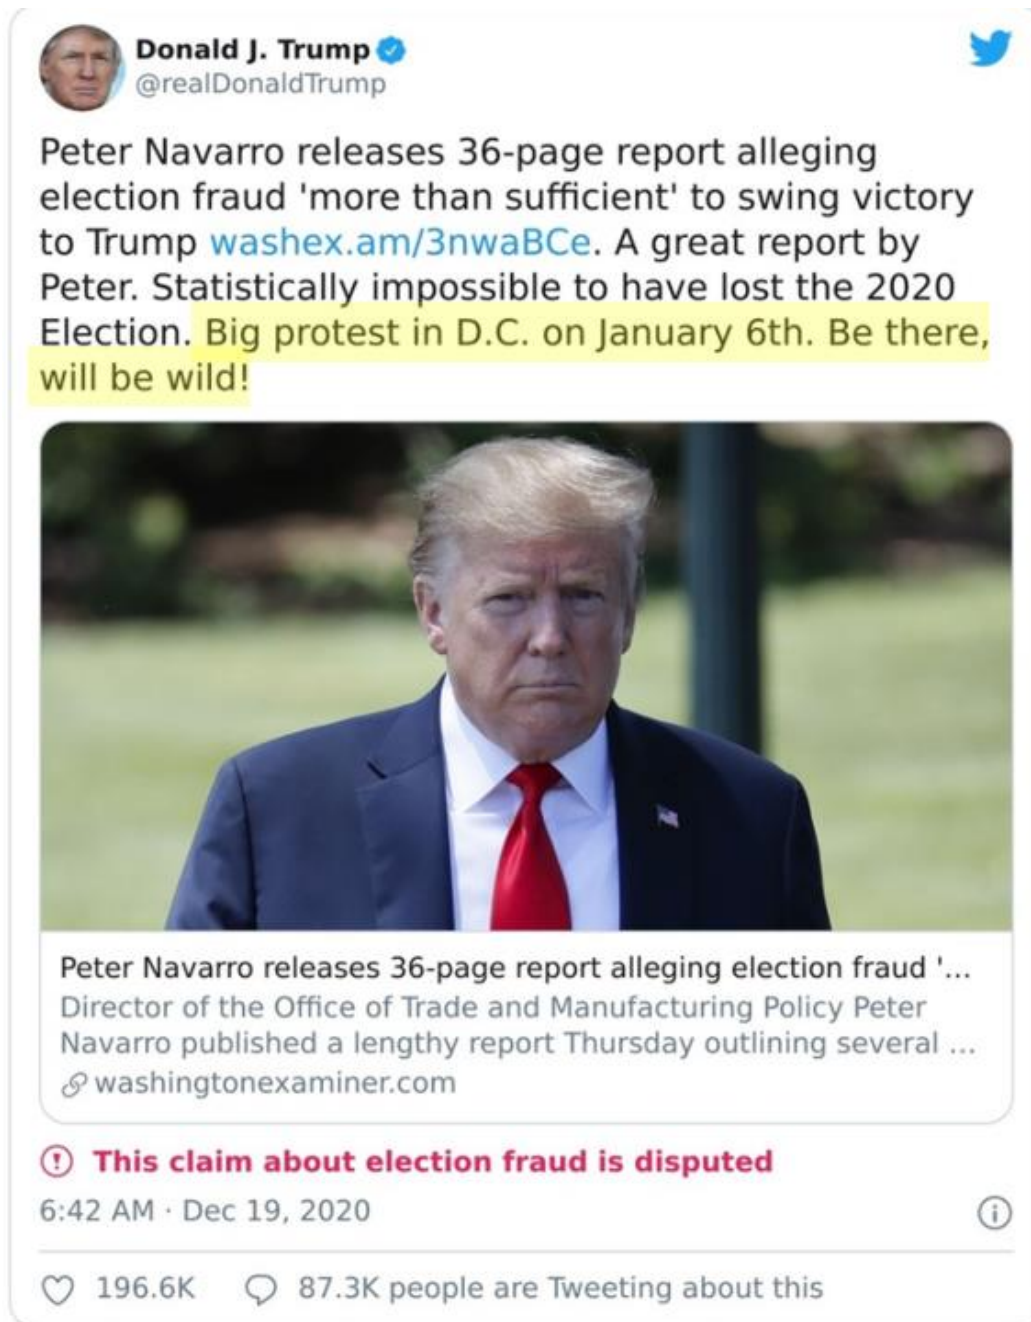 Donald J. Trump
@realDonaldTrump
Peter Navarro releases 36-page report alleging
election fraud 'more than sufficient' to swing victory
to Trump washex.am/3nwaBCe. A great report by
Peter. Statistically impossible to have lost the 2020
Election. Big protest in D.C. on January 6th. Be there,
will be wild!
Peter Navarro releases 36-page report alleging election fraud '...
Director of the Office of Trade and Manufacturing Policy Peter
Navarro published a lengthy report Thursday outlining several ...
washingtonexaminer.com
This claim about election fraud is disputed
6:42 AM · Dec 19, 2020
196.6K 87.3K people are Tweeting about this